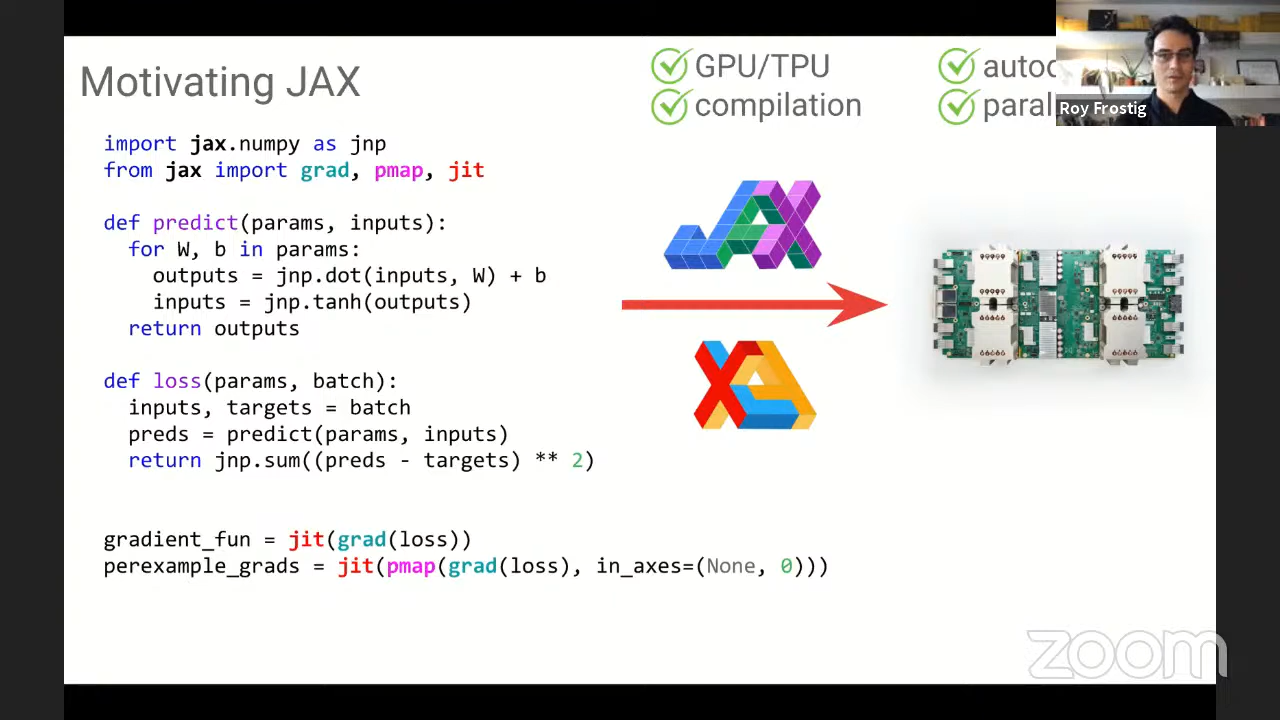 Motivating JAX
GPU/TPU
compilation
Roy Frostig
import jax.numpy as jnp
from jax import grad, pmap, jit
def predict(params, inputs):
for W, b in params:
outputs = jnp.dot(inputs, W) + b
inputs = jnp.tanh(outputs)
return outputs
def loss(params, batch):
inputs, targets = batch
preds = predict(params, inputs)
return jnp.sum((preds - targets) ** 2)
gradient_fun = jit(grad(loss))
perexample_grads = jit(pmap(grad(loss), in_axes=(None, 0)))
JAX
XLA
zoom